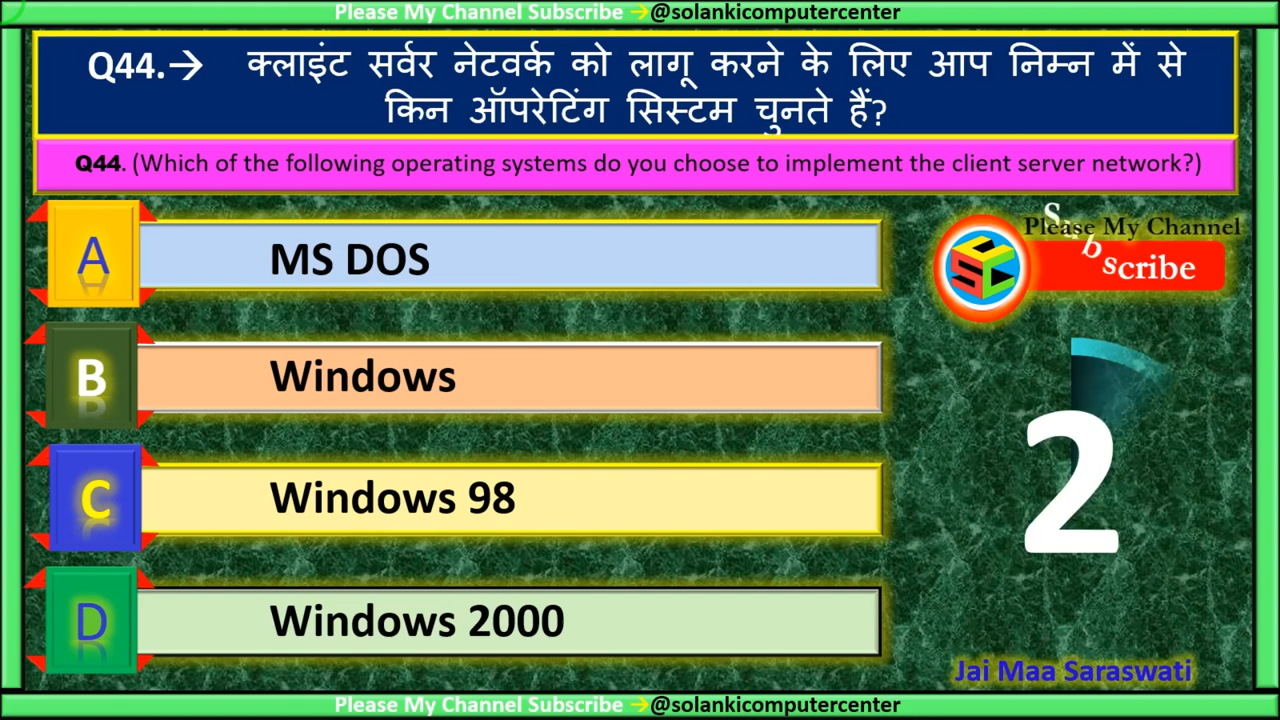 Please My Channel Subscribe →@solankicomputercenter
Q44.→ क्लाइंट सर्वर नेटवर्क को लागू करने के लिए आप निम्न में से
किन ऑपरेटिंग सिस्टम चुनते हैं?
Q44. (Which of the following operating systems do you choose to implement the client server network?)
A MS DOS
Please My Channel
Subscribe
SCC
B Windows
C Windows 98
2
D Windows 2000
Jai Maa Saraswati
Please My Channel Subscribe →@solankicomputercenter